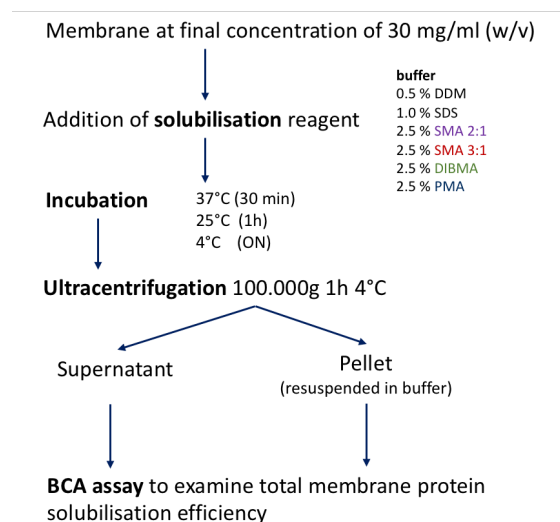 Membrane at final concentration of 30 mg/ml (w/v)
buffer
0.5 % DDM
1.0 % SDS
2.5 % SMA 2:1
2.5 % SMA 3:1
2.5 % DIBMA
2.5 % PMA
Addition of solubilisation reagent
Incubation
37°C (30 min)
25°C (1h)
4°C (ON)
Ultracentrifugation 100.000g 1h 4°C
Supernatant
Pellet
(resuspended in buffer)
BCA assay to examine total membrane protein
solubilisation efficiency